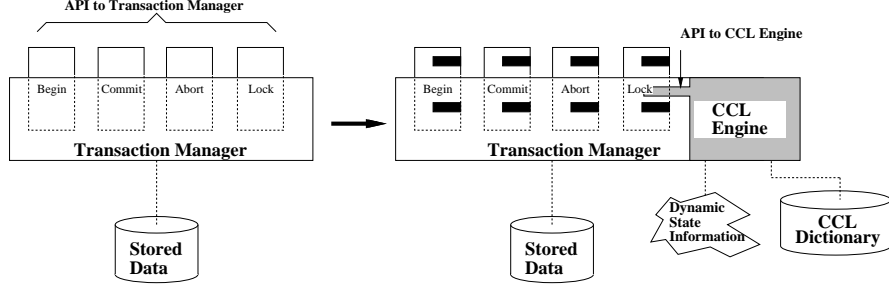 API to Transaction Manager
Begin
Commit
Abort
Lock
Transaction Manager
Stored
Data
API to CCL Engine
Begin
Commit
Abort
Lock
CCL
Engine
Transaction Manager
Stored
Data
Dynamic
State
Information
CCL
Dictionary